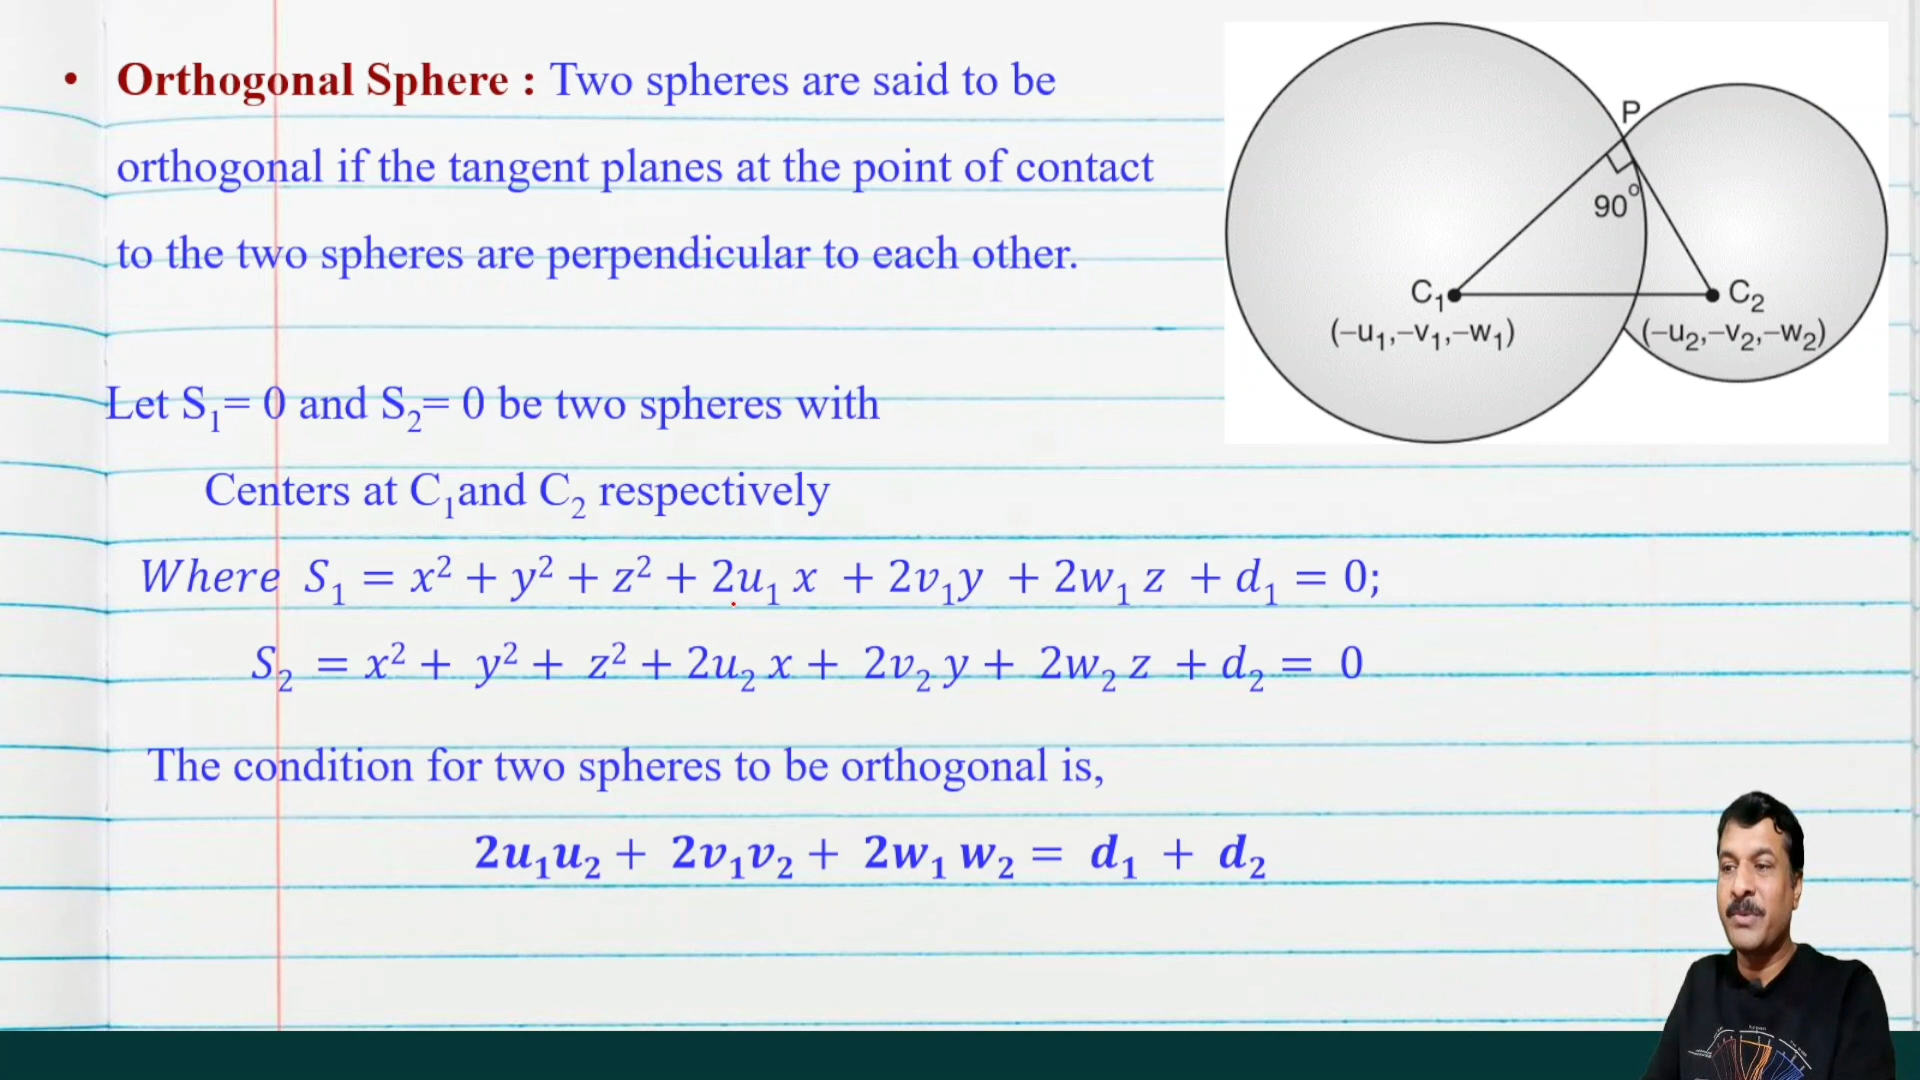 • Orthogonal Sphere : Two spheres are said to be
orthogonal if the tangent planes at the point of contact
to the two spheres are perpendicular to each other.
P
90°
C₁
C₂
(−u₁,−v₁,−w₁)
(−u₂,−v₂,−w₂)
Let S₁= 0 and S₂= 0 be two spheres with
Centers at C₁and C₂ respectively
Where S₁ = x² + y² + z² + 2u₁ x + 2v₁y + 2w₁ z + d₁ = 0;
S₂ = x² + y² + z² + 2u₂ x + 2v₂ y + 2w₂ z + d₂ = 0
The condition for two spheres to be orthogonal is,
2u₁u₂ + 2v₁v₂ + 2w₁ w₂ = d₁ + d₂